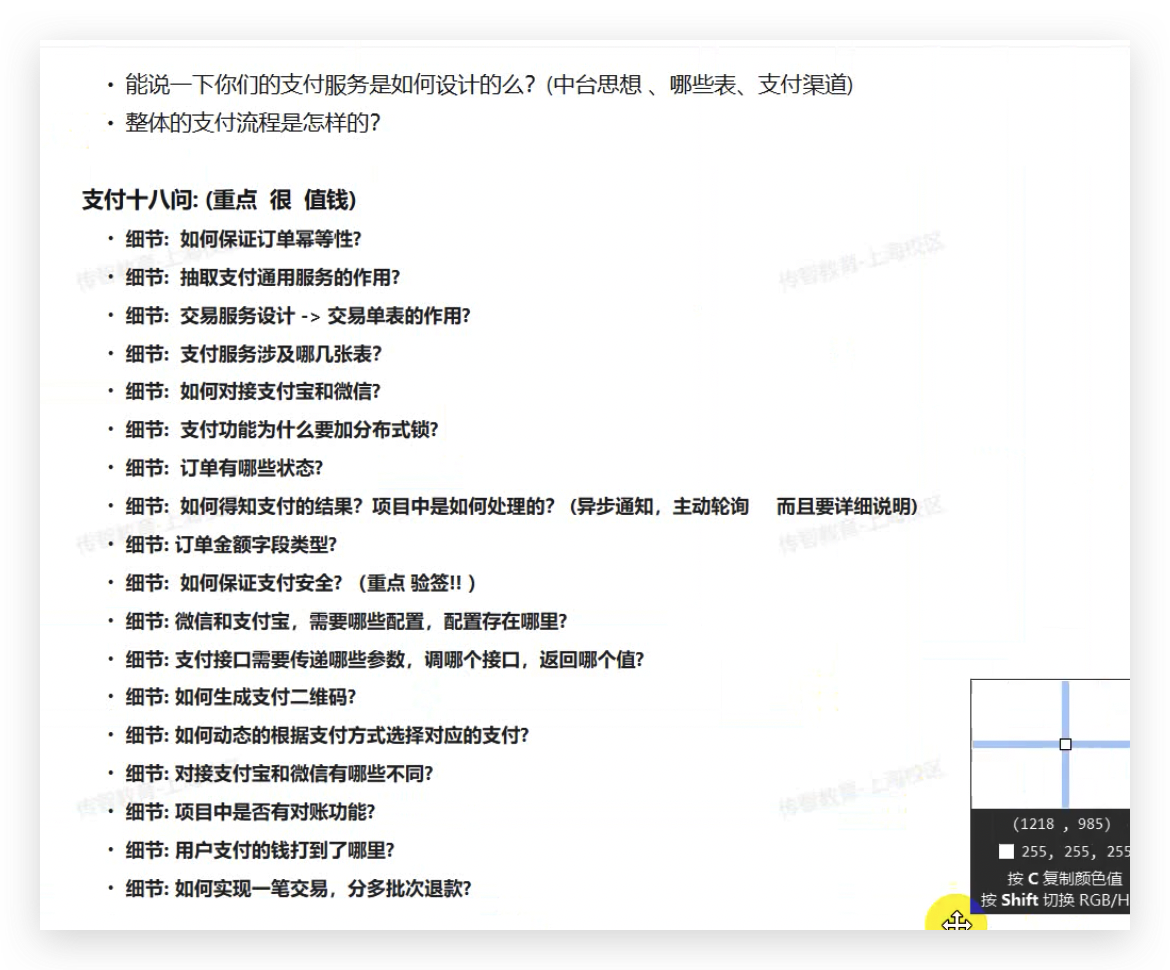 · 能说一下你们的支付服务是如何设计的么？(中台思想 、哪些表、支付渠道)
· 整体的支付流程是怎样的？
支付十八问: (重点 很 值钱)
· 细节：如何保证订单幂等性?
· 细节：抽取支付通用服务的作用?
· 细节：交易服务设计 -> 交易单表的作用?
· 细节：支付服务涉及哪几张表?
· 细节：如何对接支付宝和微信?
· 细节：支付功能为什么要加分布式锁?
· 细节：订单有哪些状态?
· 细节：如何得知支付的结果？项目中是如何处理的？(异步通知，主动轮询 而且要详细说明)
· 细节: 订单金额字段类型?
· 细节：如何保证支付安全？（重点 验签!! ）
· 细节: 微信和支付宝，需要哪些配置，配置存在哪里?
· 细节: 支付接口需要传递哪些参数，调哪个接口，返回哪个值?
· 细节: 如何生成支付二维码?
· 细节: 如何动态的根据支付方式选择对应的支付?
· 细节: 对接支付宝和微信有哪些不同?
· 细节: 项目中是否有对账功能?
· 细节: 用户支付的钱打到了哪里?
· 细节: 如何实现一笔交易，分多批次退款?
传智教育-上海校区
传智教育-上海校区
传智教育-上海校区
传智教育-上海校区
传智教育-上海校区
传智教育-上海校区
(1218 , 985)
255, 255, 255
按 C 复制颜色值
按 Shift 切换 RGB/H